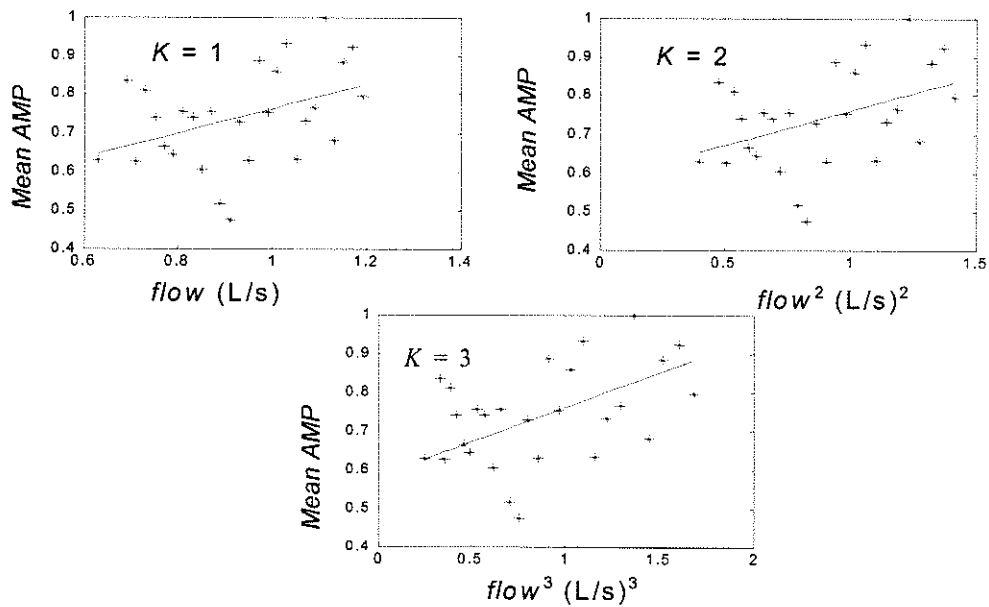 1
0.9
K = 1
0.8
0.7
0.6
0.5
0.4
0.6 0.8 1 1.2 1.4
Mean AMP
flow (L/s)
1
0.9
K = 2
0.8
0.7
0.6
0.5
0.4
0 0.5 1 1.5
Mean AMP
flow² (L/s)²
1
0.9
K = 3
0.8
0.7
0.6
0.5
0.4
0 0.5 1 1.5 2
Mean AMP
flow³ (L/s)³